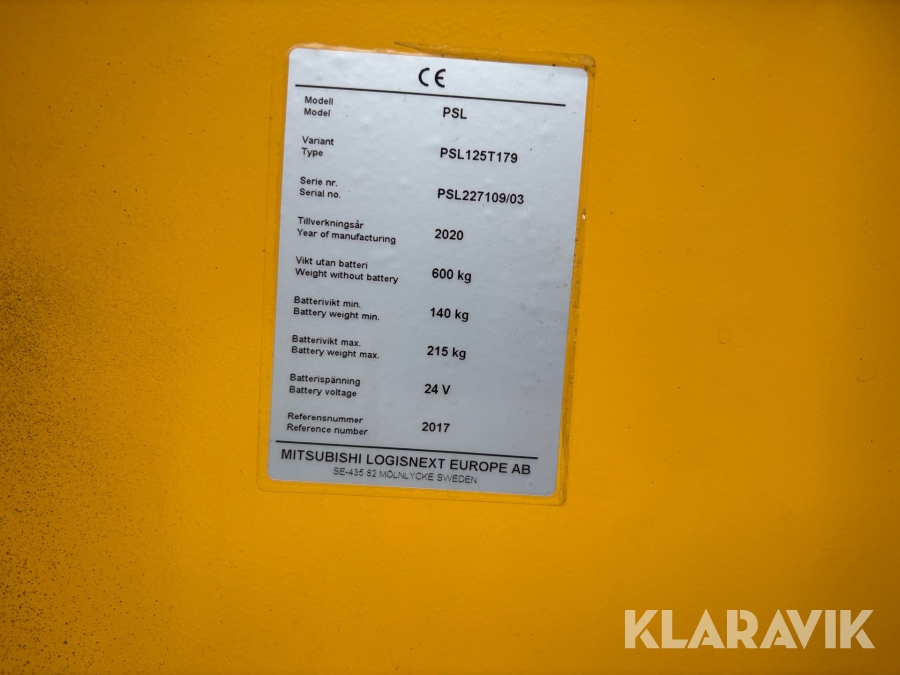 CE
Modell
Model
PSL
Variant
Type
PSL125T179
Serie nr.
Serial no.
PSL227109/03
Tillverkningsår
Year of manufacturing
2020
Vikt utan batteri
Weight without battery
600 kg
Batterivikt min.
Battery weight min.
140 kg
Batterivikt max.
Battery weight max.
215 kg
Batterispänning
Battery voltage
24 V
Referensnummer
Reference number
2017
MITSUBISHI LOGISNEXT EUROPE AB
SE-435 82 MÖLNLYCKE SWEDEN
KLARAVIK